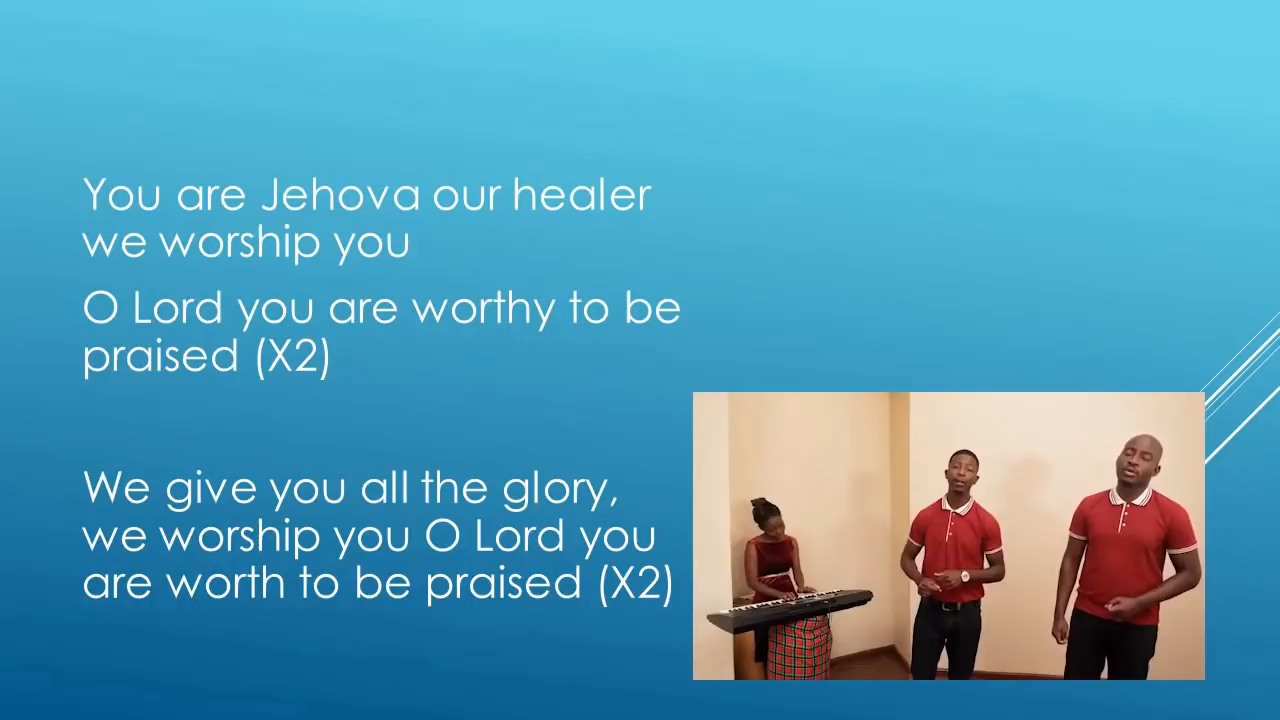 You are Jehova our healer
we worship you
O Lord you are worthy to be
praised (X2)
We give you all the glory,
we worship you O Lord you
are worth to be praised (X2)